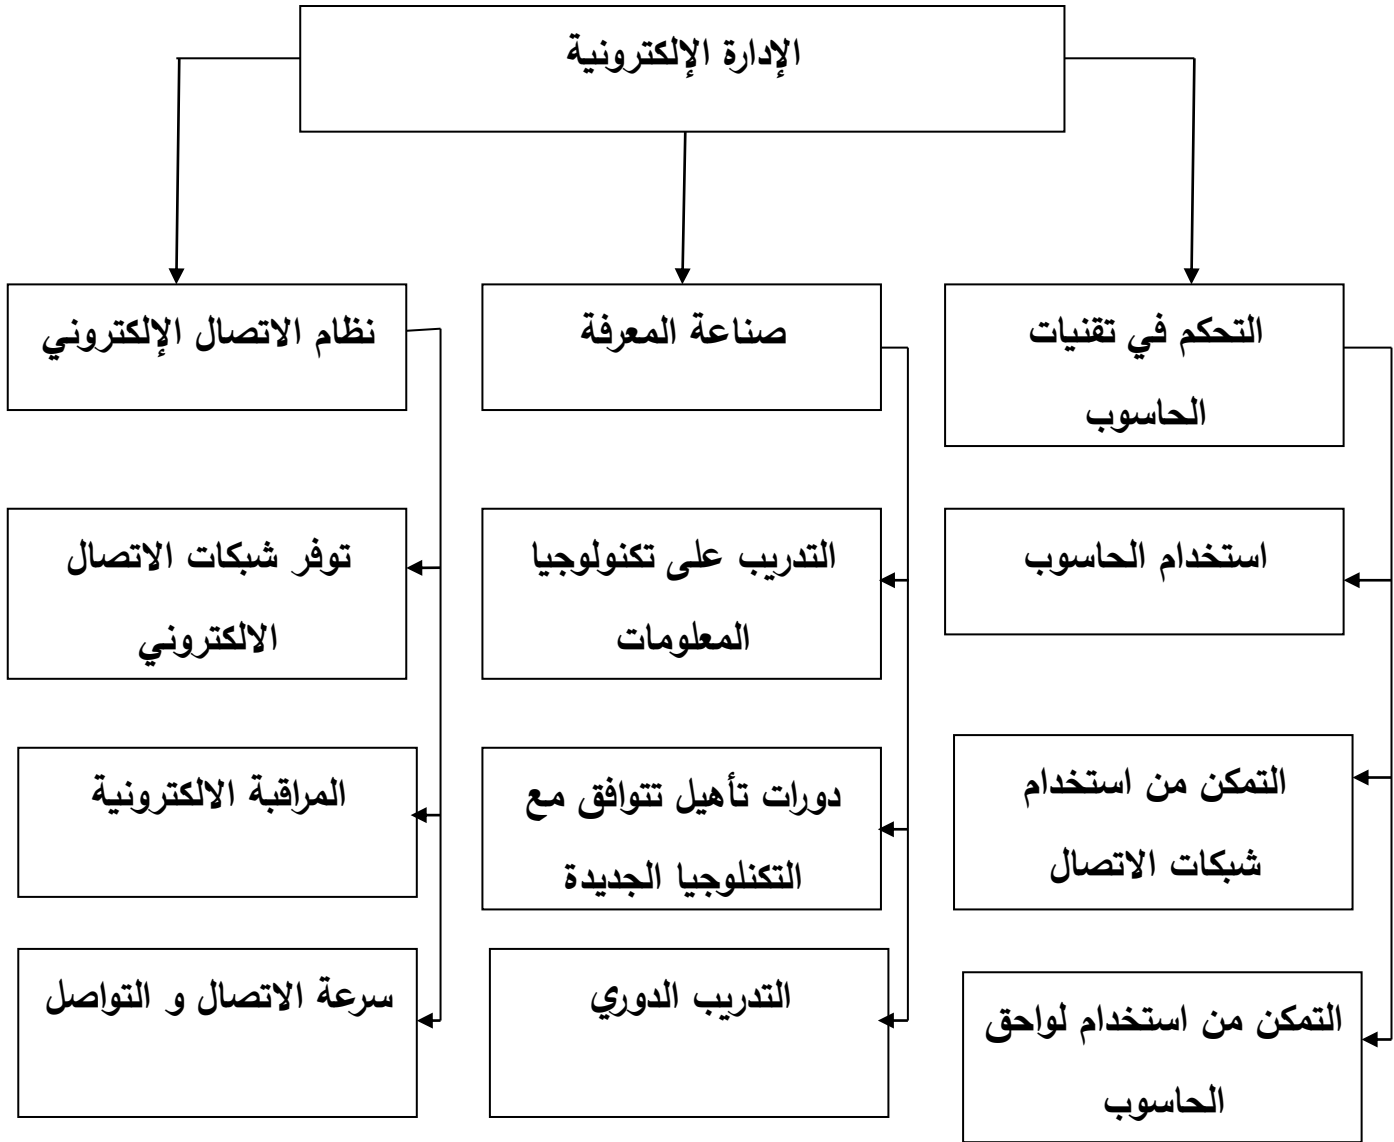 الإدارة الإلكترونية
التحكم في تقنيات
الحاسوب
صناعة المعرفة
نظام الاتصال الإلكتروني
استخدام الحاسوب
التدريب على تكنولوجيا
المعلومات
توفر شبكات الاتصال
الالكتروني
التمكن من استخدام
شبكات الاتصال
دورات تأهيل تتوافق مع
التكنلوجيا الجديدة
المراقبة الالكترونية
التمكن من استخدام لواحق
الحاسوب
التدريب الدوري
سرعة الاتصال و التواصل